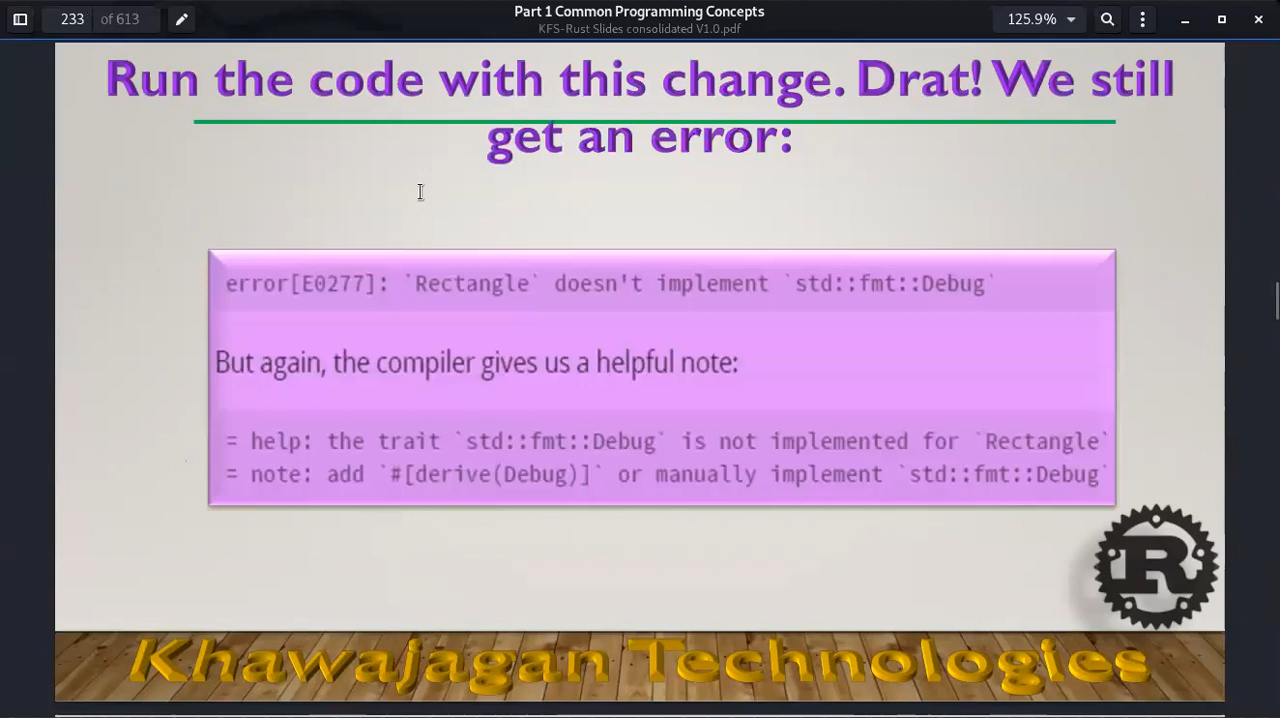 233 of 613
Part 1 Common Programming Concepts
KFS-Rust Slides consolidated V1.0.pdf
125.9%
Run the code with this change. Drat! We still
get an error:
error[E0277]: `Rectangle` doesn't implement `std::fmt::Debug`
But again, the compiler gives us a helpful note:
= help: the trait `std::fmt::Debug` is not implemented for `Rectangle`
= note: add `#[derive(Debug)]` or manually implement `std::fmt::Debug`
R
Khawajagan Technologies